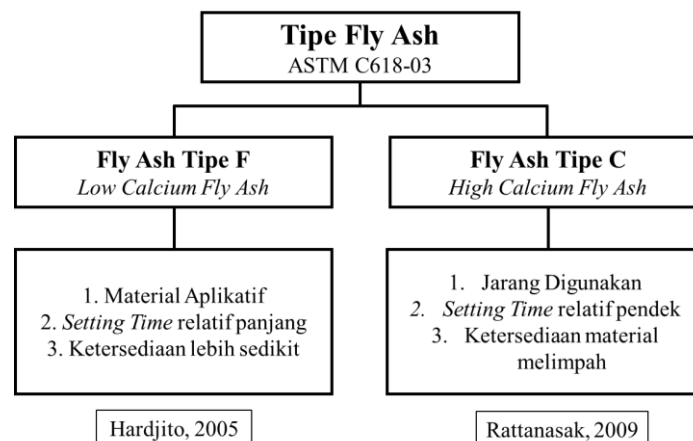 Tipe Fly Ash
ASTM C618-03
Fly Ash Tipe F
Low Calcium Fly Ash
Fly Ash Tipe C
High Calcium Fly Ash
1. Material Aplikatif
2. Setting Time relatif panjang
3. Ketersediaan lebih sedikit
1. Jarang Digunakan
2. Setting Time relatif pendek
3. Ketersediaan material
melimpah
Hardjito, 2005
Rattanasak, 2009